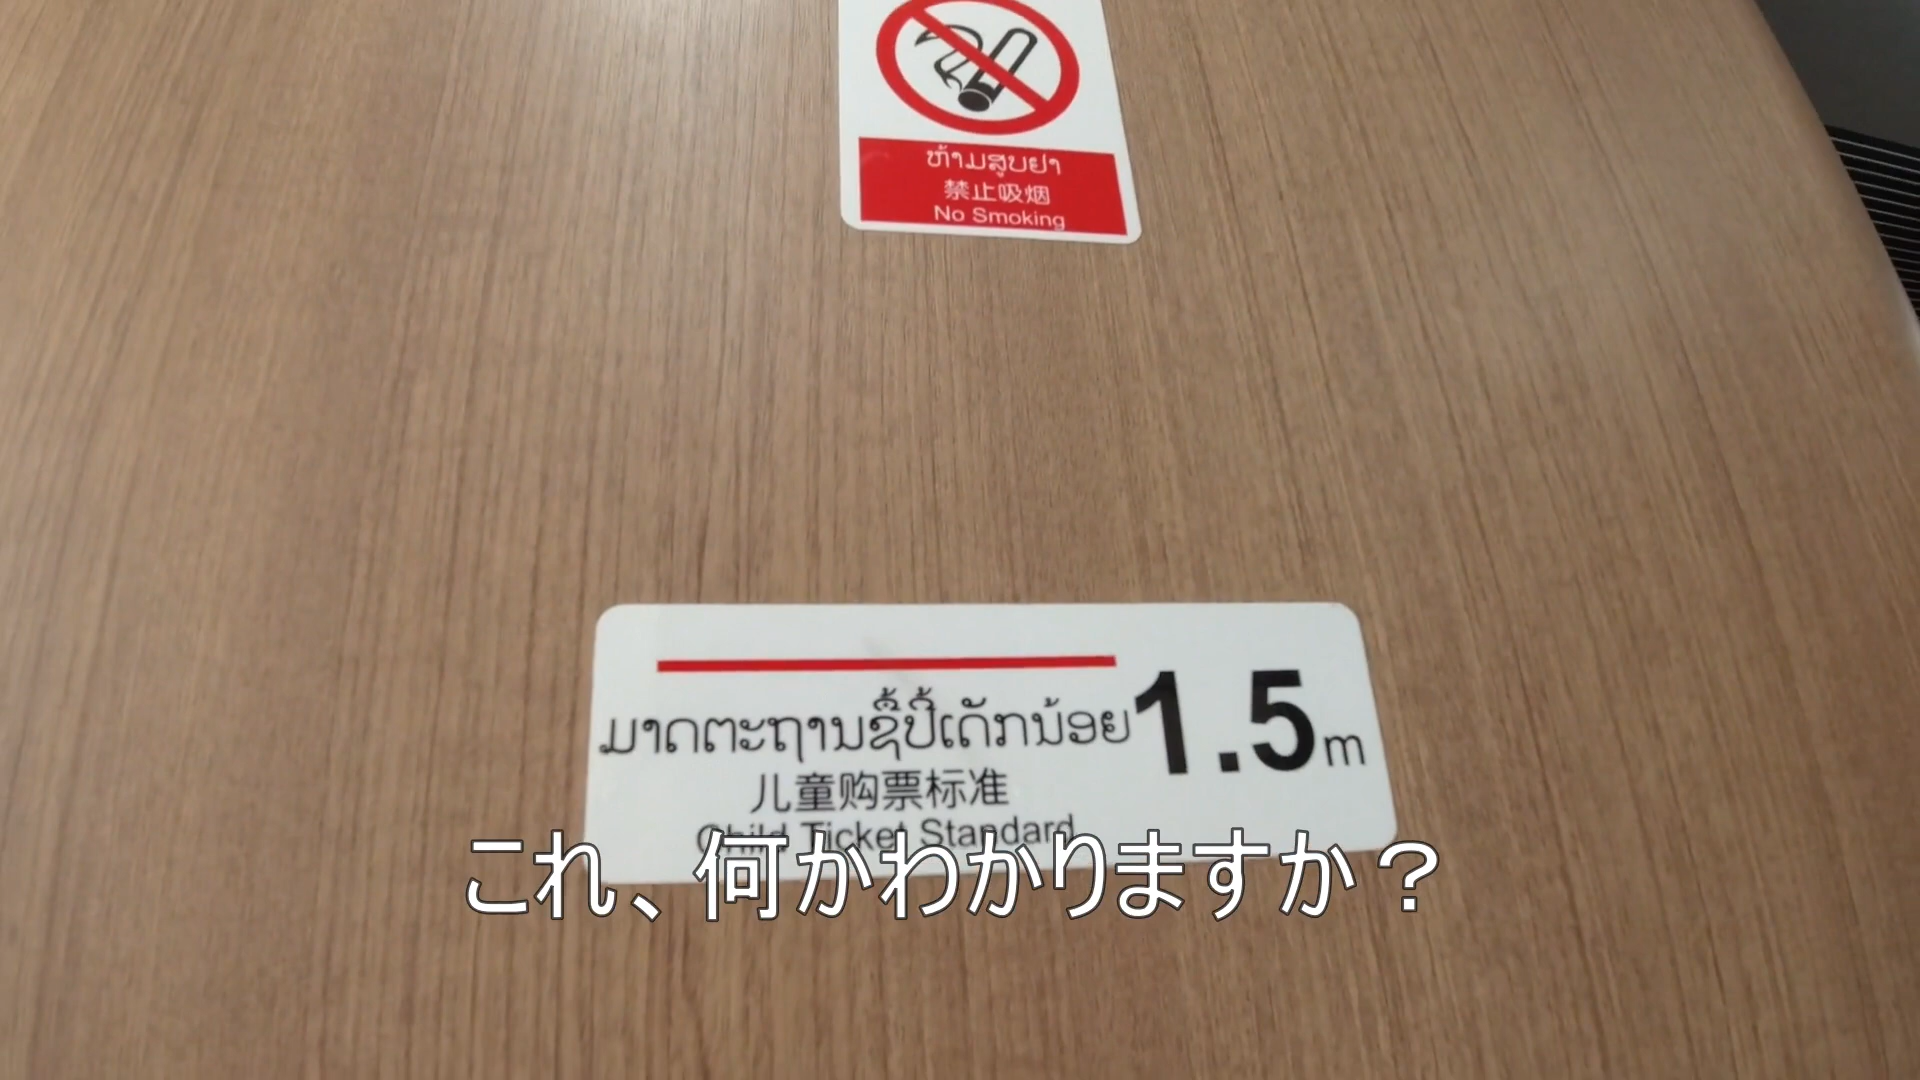 ຫ້າມສູບຢາ
禁止吸烟
No Smoking
ມາດຕະຖານຊື້ປີ້ເດັກນ້ອຍ 1.5m
儿童购票标准
Child Ticket Standard
これ、何かわかりますか？